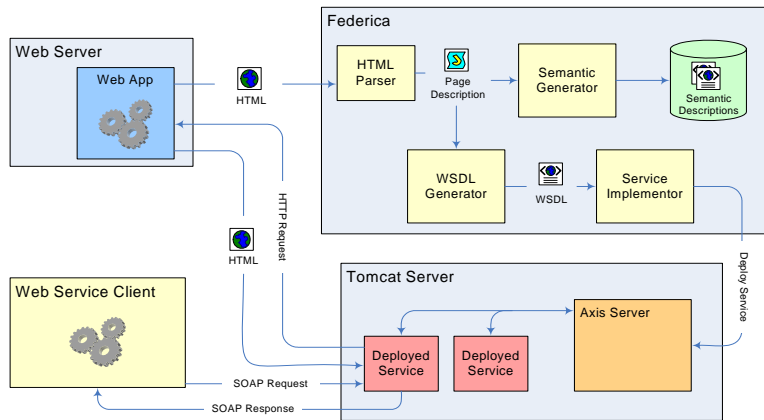 Federica
Web Server
Web App
HTML
HTML
Parser
Page
Description
Semantic
Generator
Semantic
Descriptions
WSDL
Generator
WSDL
Service
Implementor
HTTP Request
HTML
Deploy Service
Web Service Client
Tomcat Server
Axis Server
Deployed
Service
Deployed
Service
SOAP Request
SOAP Response